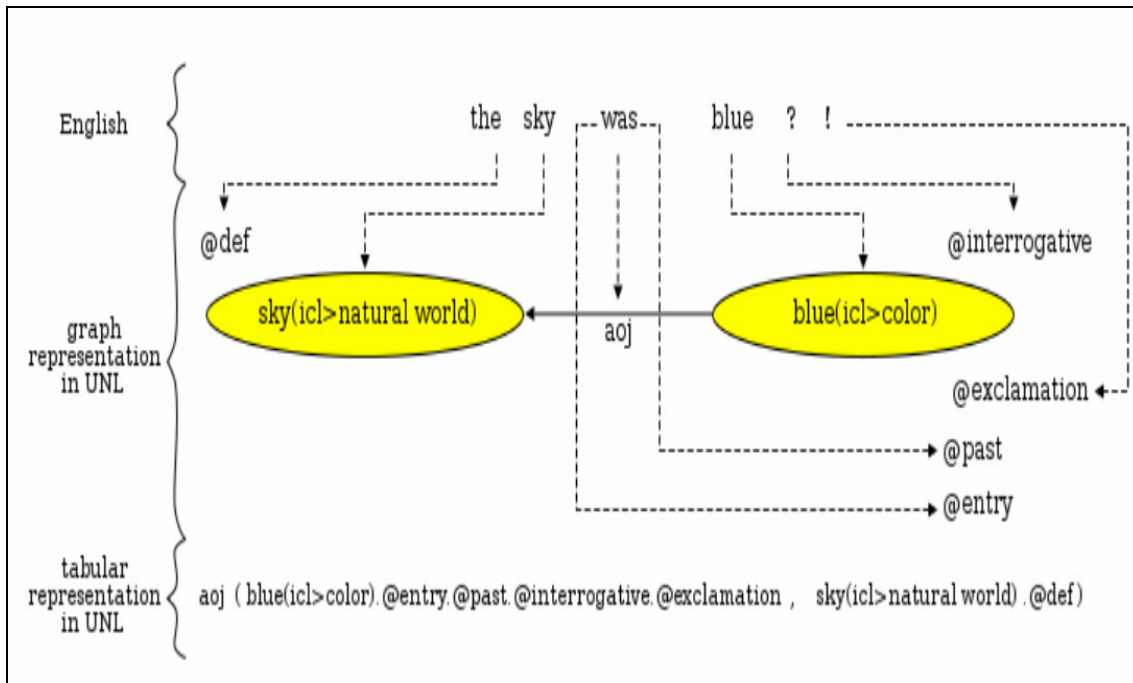 English
the sky was blue ? !
@def
@interrogative
sky(icl>natural world)
blue(icl>color)
aoj
graph
representation
in UNL
@exclamation
@past
@entry
tabular
representation
in UNL
aoj ( blue(icl>color).@entry.@past.@interrogative.@exclamation , sky(icl>natural world) .@def )